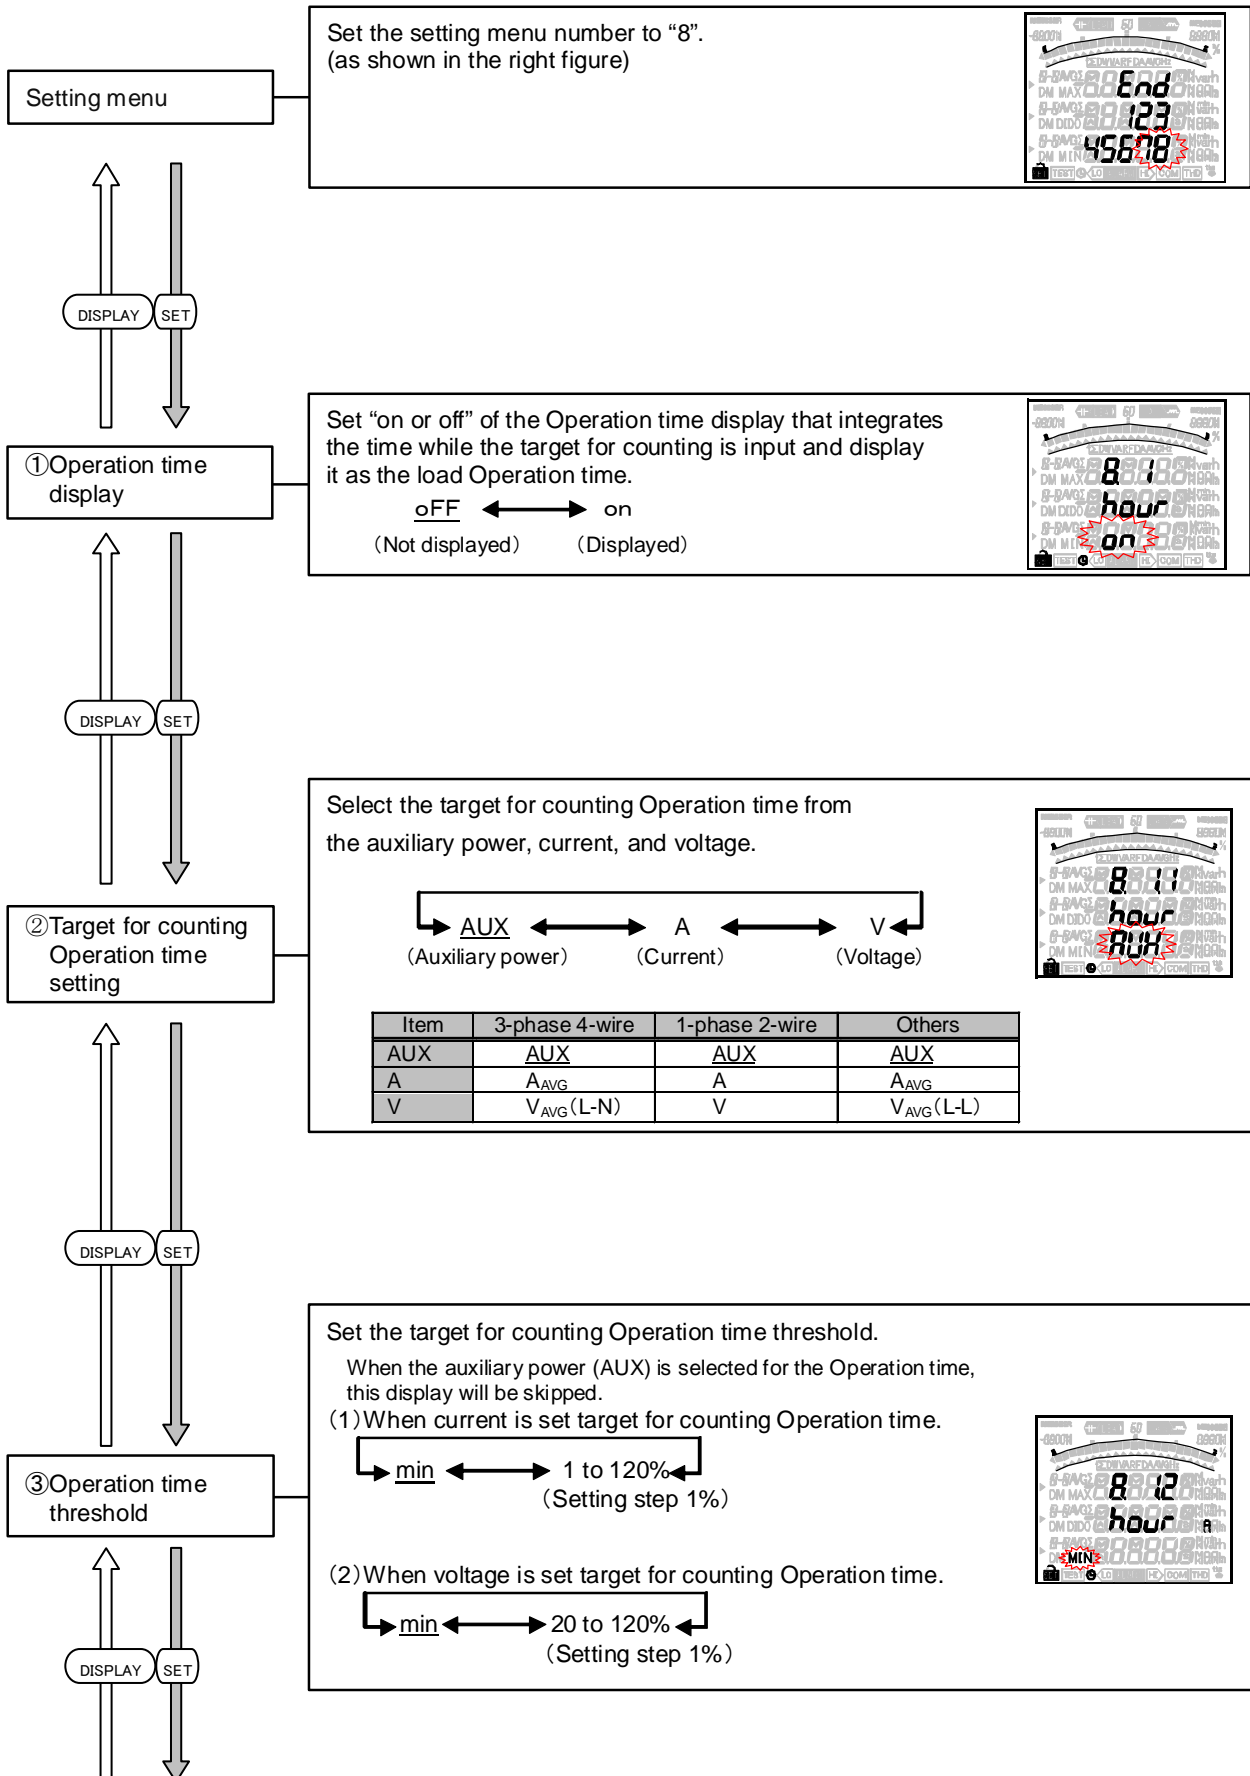 Set the setting menu number to “8”.
(as shown in the right figure)
Setting menu
End
123
45678
DISPLAY SET
Set “on or off” of the Operation time display that integrates
the time while the target for counting is input and display
it as the load Operation time.
oFF on
(Not displayed) (Displayed)
①Operation time
display
8.1
hour
on
DISPLAY SET
Select the target for counting Operation time from
the auxiliary power, current, and voltage.
AUX A V
(Auxiliary power) (Current) (Voltage)
②Target for counting
Operation time
setting
8.11
hour
AUX
Item 3-phase 4-wire 1-phase 2-wire Others
AUX AUX AUX AUX
A AAVG A AAVG
V VAVG(L-N) V VAVG(L-L)
DISPLAY SET
Set the target for counting Operation time threshold.
When the auxiliary power (AUX) is selected for the Operation time,
this display will be skipped.
(1)When current is set target for counting Operation time.
min 1 to 120%
(Setting step 1%)
③Operation time
threshold
8.12
hour A
MIN
(2)When voltage is set target for counting Operation time.
min 20 to 120%
(Setting step 1%)
DISPLAY SET